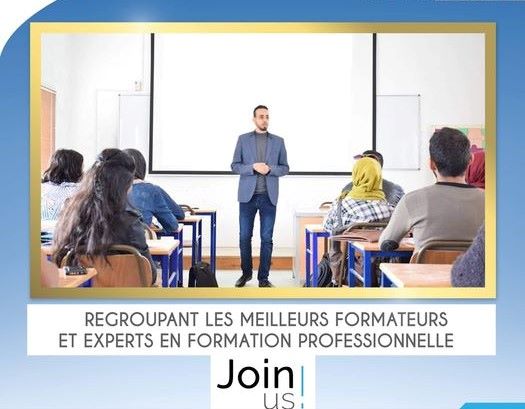 REGROUPANT LES MEILLEURS FORMATEURS
ET EXPERTS EN FORMATION PROFESSIONNELLE
Join
us!